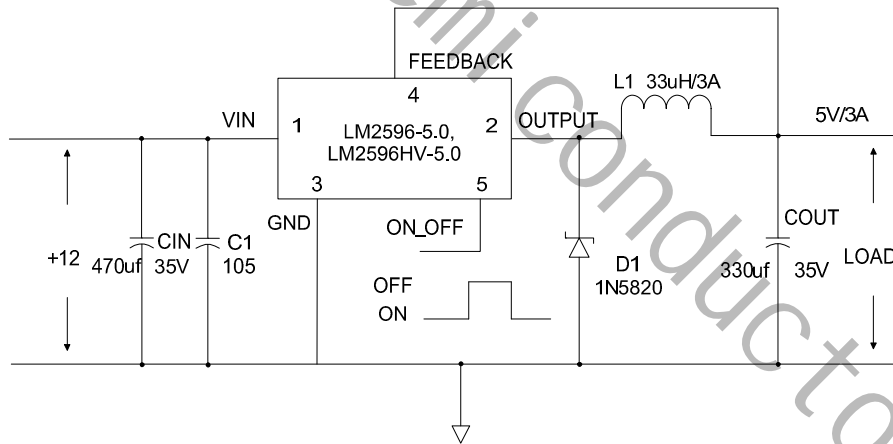 FEEDBACK
4
L1 33uH/3A
VIN
1
LM2596-5.0,
LM2596HV-5.0
2
OUTPUT
5V/3A
3
5
GND
ON_OFF
COUT
+12
CIN
C1
470uf
35V
105
D1
1N5820
330uf
35V
LOAD
OFF
ON
conductor